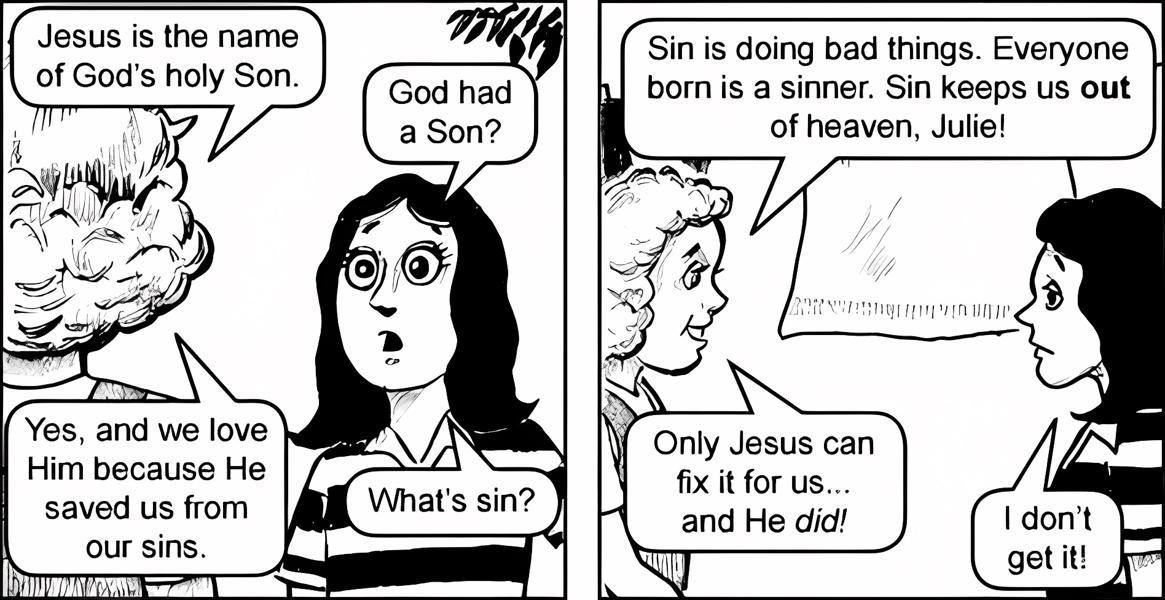 Jesus is the name
of God's holy Son.
God had
a Son?
Yes, and we love
Him because He
saved us from
our sins.
What's sin?
Sin is doing bad things. Everyone
born is a sinner. Sin keeps us out
of heaven, Julie!
Only Jesus can
fix it for us...
and He did!
I don't
get it!